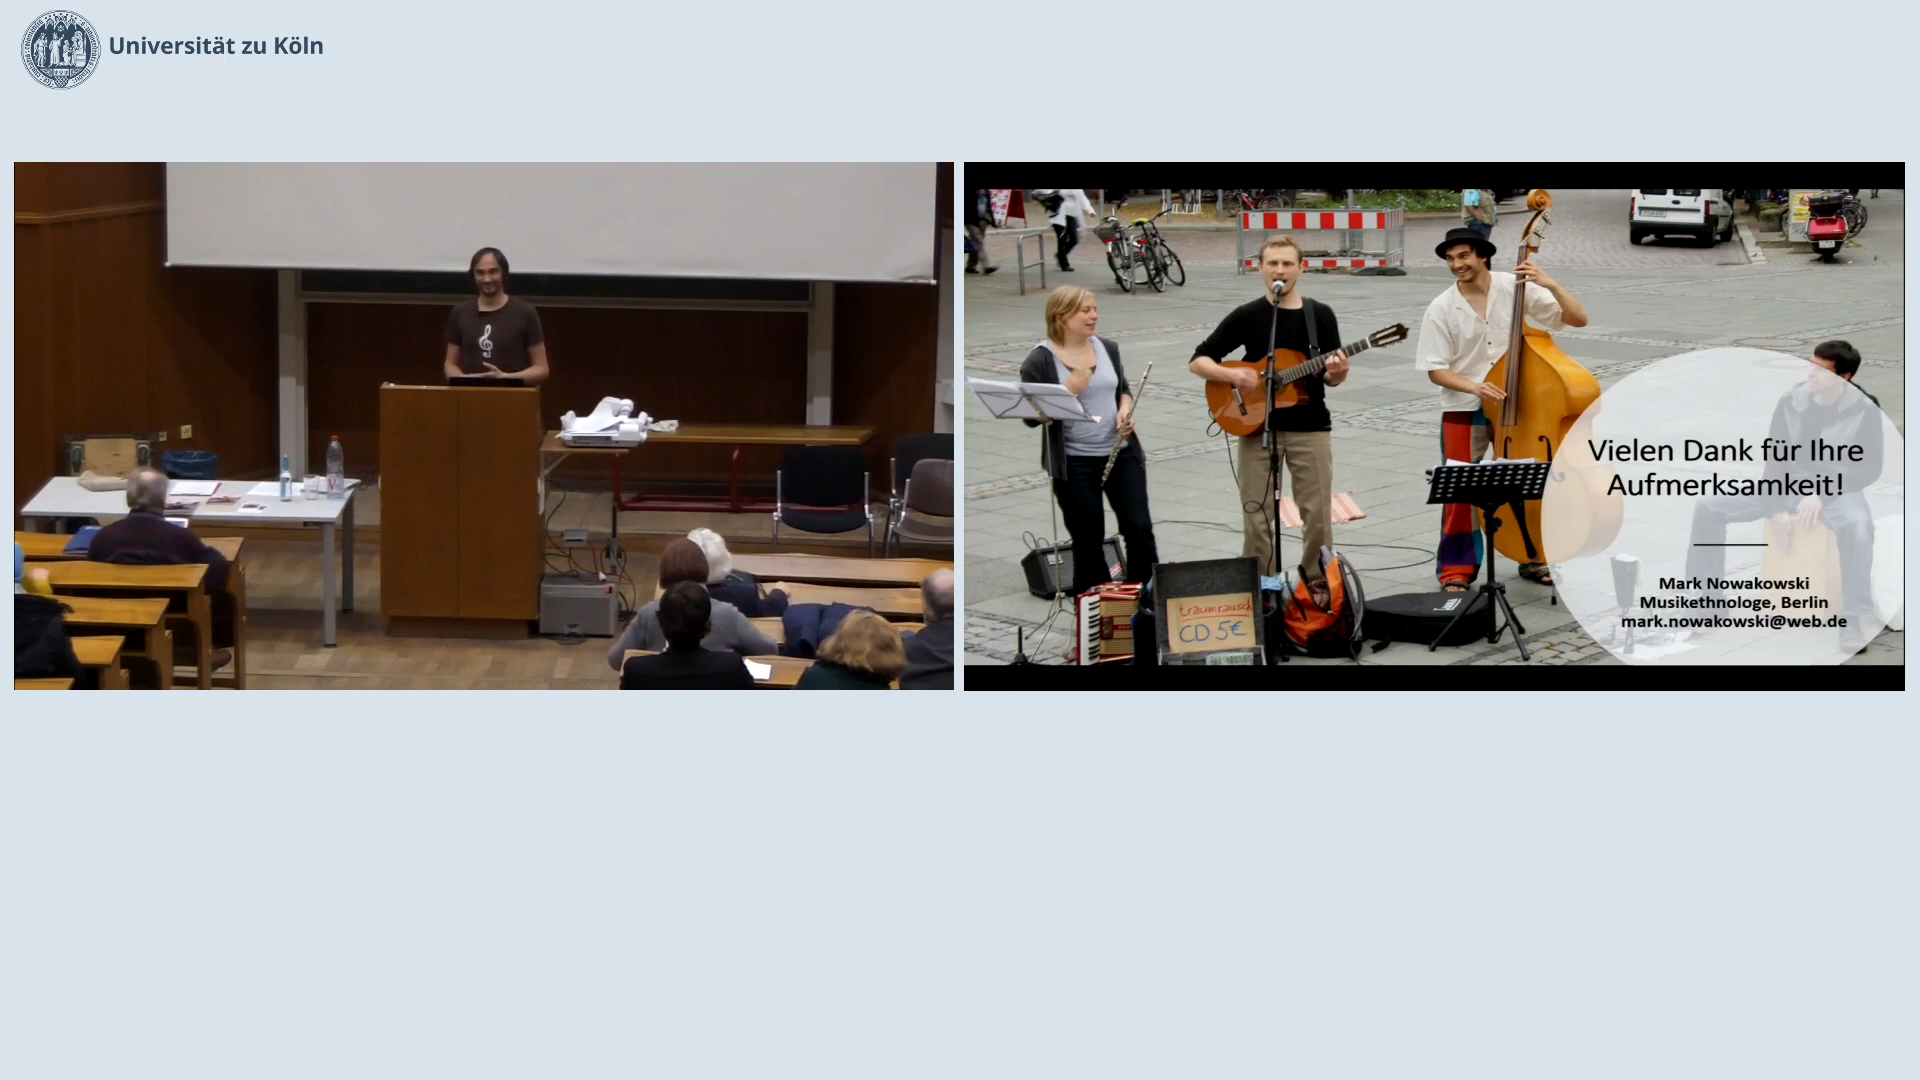 Universität zu Köln
traumrausch
CD 5€
Vielen Dank für Ihre
Aufmerksamkeit!
Mark Nowakowski
Musikethnologe, Berlin
mark.nowakowski@web.de